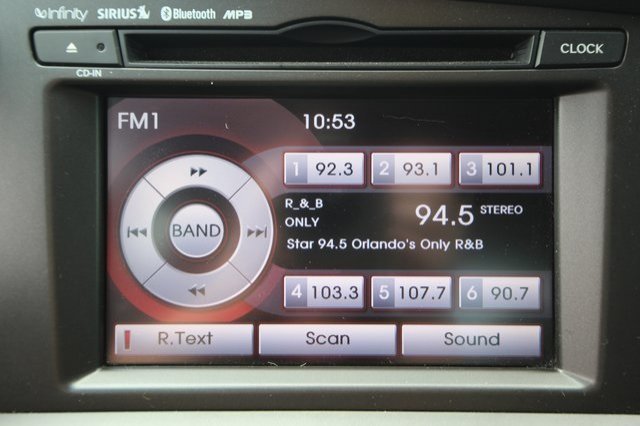 Infinity SIRIUS Bluetooth MP3
CLOCK
CD-IN
FM1 10:53
1 92.3 2 93.1 3 101.1
R_&_B
ONLY
94.5 STEREO
Star 94.5 Orlando's Only R&B
BAND
4 103.3 5 107.7 6 90.7
R.Text Scan Sound